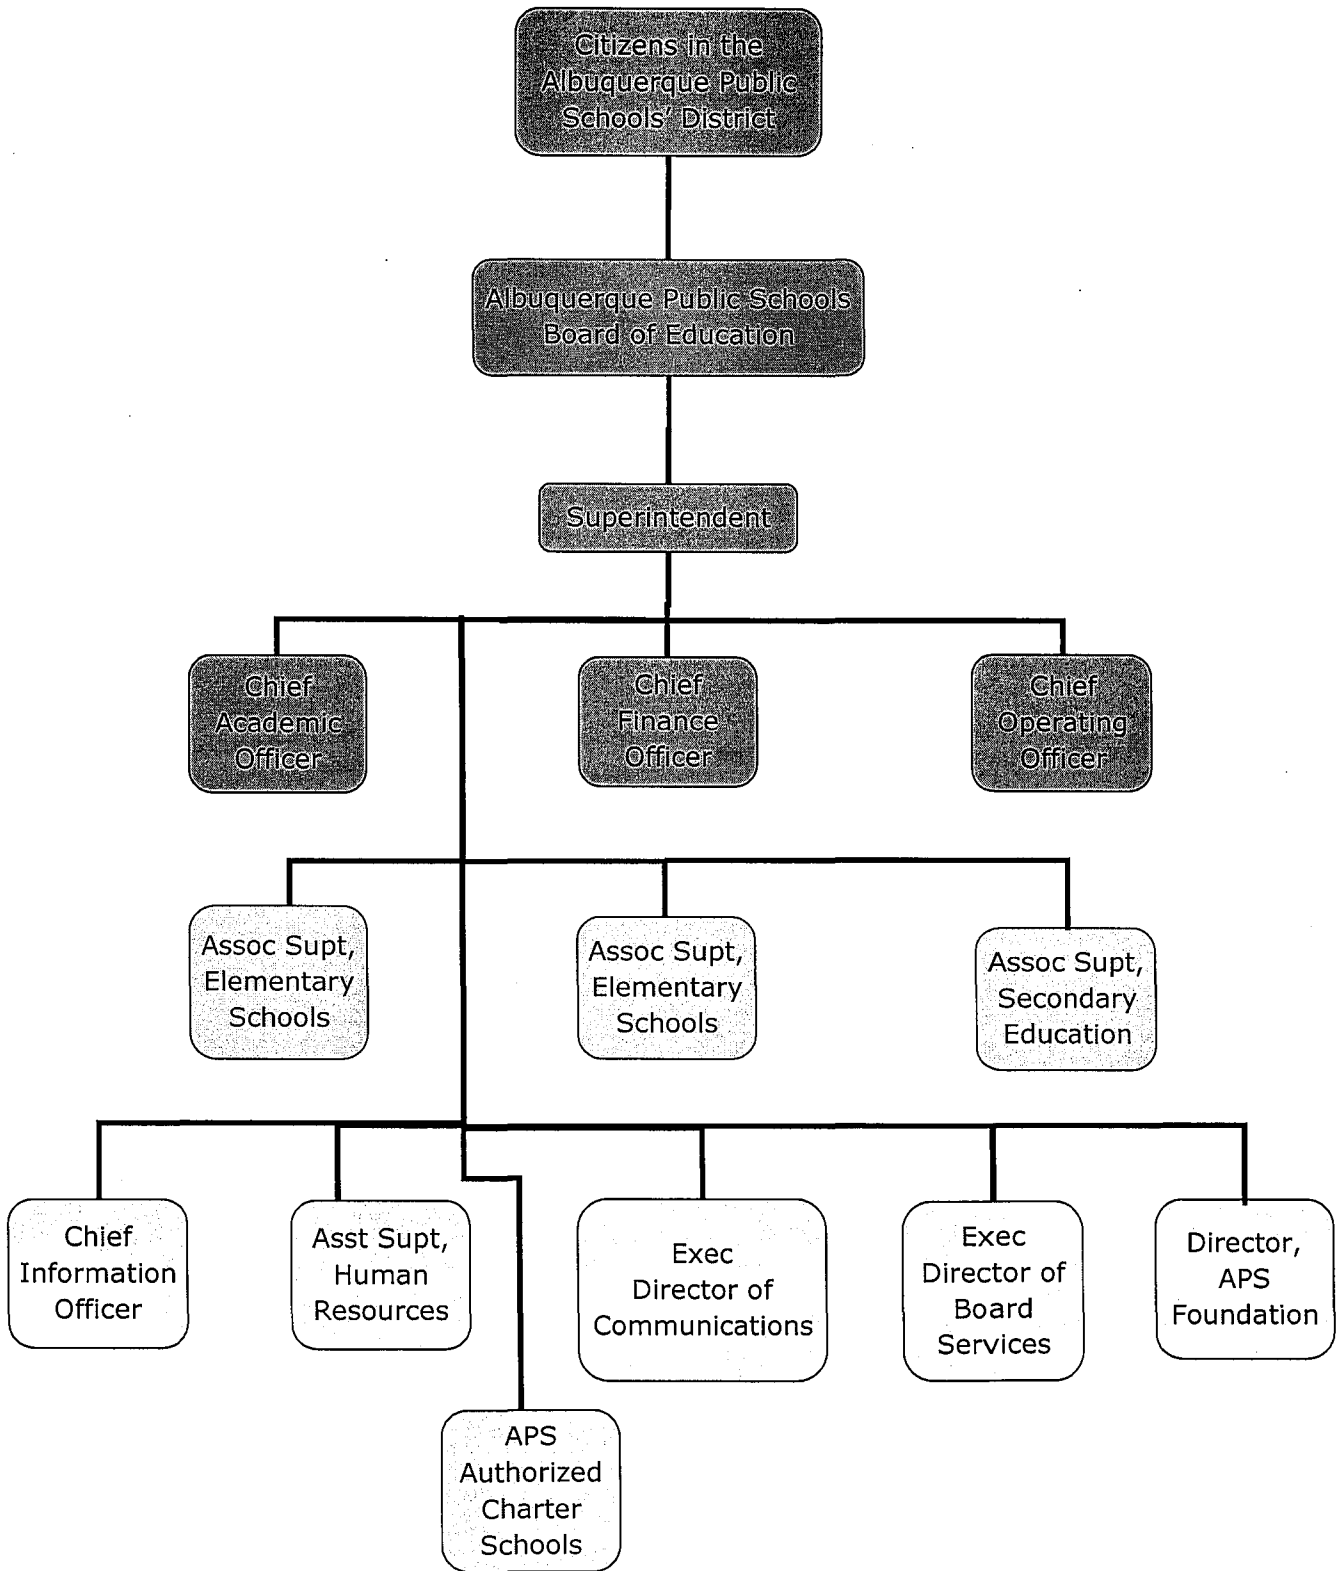 Citizens in the
Albuquerque Public
Schools' District
Albuquerque Public Schools
Board of Education
Superintendent
Chief
Academic
Officer
Chief
Finance
Officer
Chief
Operating
Officer
Assoc Supt,
Elementary
Schools
Assoc Supt,
Elementary
Schools
Assoc Supt,
Secondary
Education
Chief
Information
Officer
Asst Supt,
Human
Resources
Exec
Director of
Communications
Exec
Director of
Board
Services
Director,
APS
Foundation
APS
Authorized
Charter
Schools